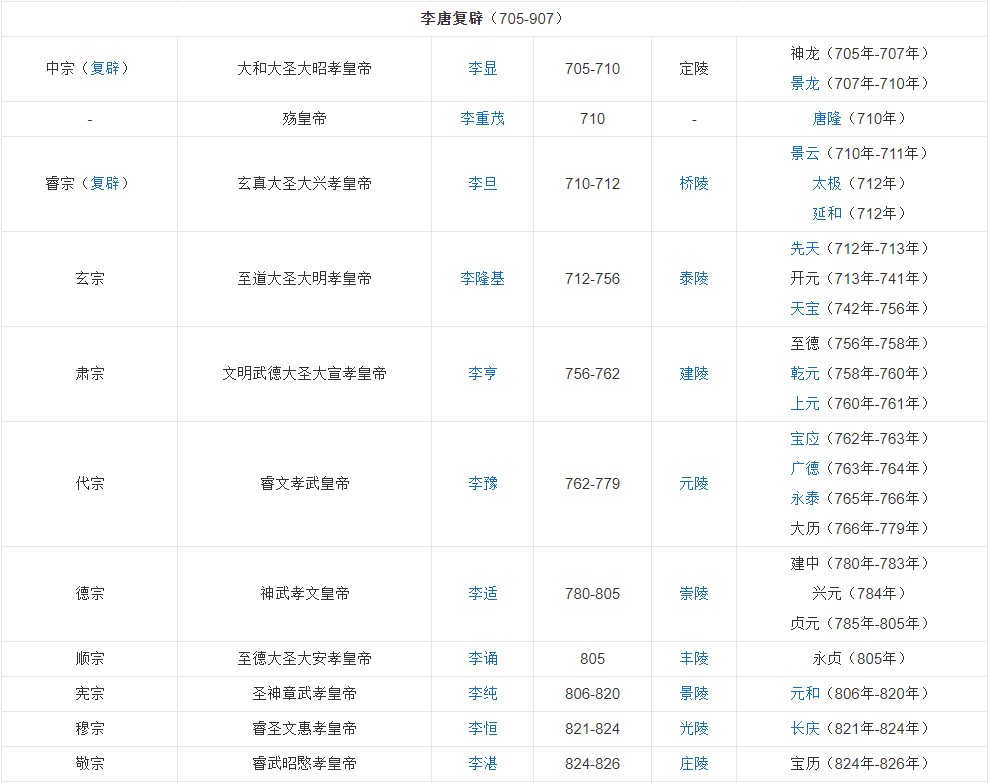 李唐复辟（705-907）
中宗（复辟） 大和大圣大昭孝皇帝 李显 705-710 定陵 神龙（705年-707年）
景龙（707年-710年）
- 殇皇帝 李重茂 710 - 唐隆（710年）
睿宗（复辟） 玄真大圣大兴孝皇帝 李旦 710-712 桥陵 景云（710年-711年）
太极（712年）
延和（712年）
玄宗 至道大圣大明孝皇帝 李隆基 712-756 泰陵 先天（712年-713年）
开元（713年-741年）
天宝（742年-756年）
肃宗 文明武德大圣大宣孝皇帝 李亨 756-762 建陵 至德（756年-758年）
乾元（758年-760年）
上元（760年-761年）
代宗 睿文孝武皇帝 李豫 762-779 元陵 宝应（762年-763年）
广德（763年-764年）
永泰（765年-766年）
大历（766年-779年）
德宗 神武孝文皇帝 李适 780-805 崇陵 建中（780年-783年）
兴元（784年）
贞元（785年-805年）
顺宗 至德大圣大安孝皇帝 李诵 805 丰陵 永贞（805年）
宪宗 圣神章武孝皇帝 李纯 806-820 景陵 元和（806年-820年）
穆宗 睿圣文惠孝皇帝 李恒 821-824 光陵 长庆（821年-824年）
敬宗 睿武昭愍孝皇帝 李湛 824-826 庄陵 宝历（824年-826年）